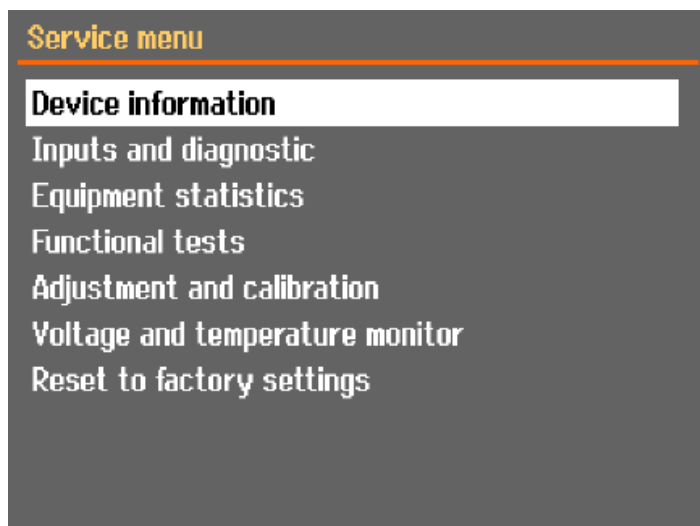 Service menu
Device information
Inputs and diagnostic
Equipment statistics
Functional tests
Adjustment and calibration
Voltage and temperature monitor
Reset to factory settings